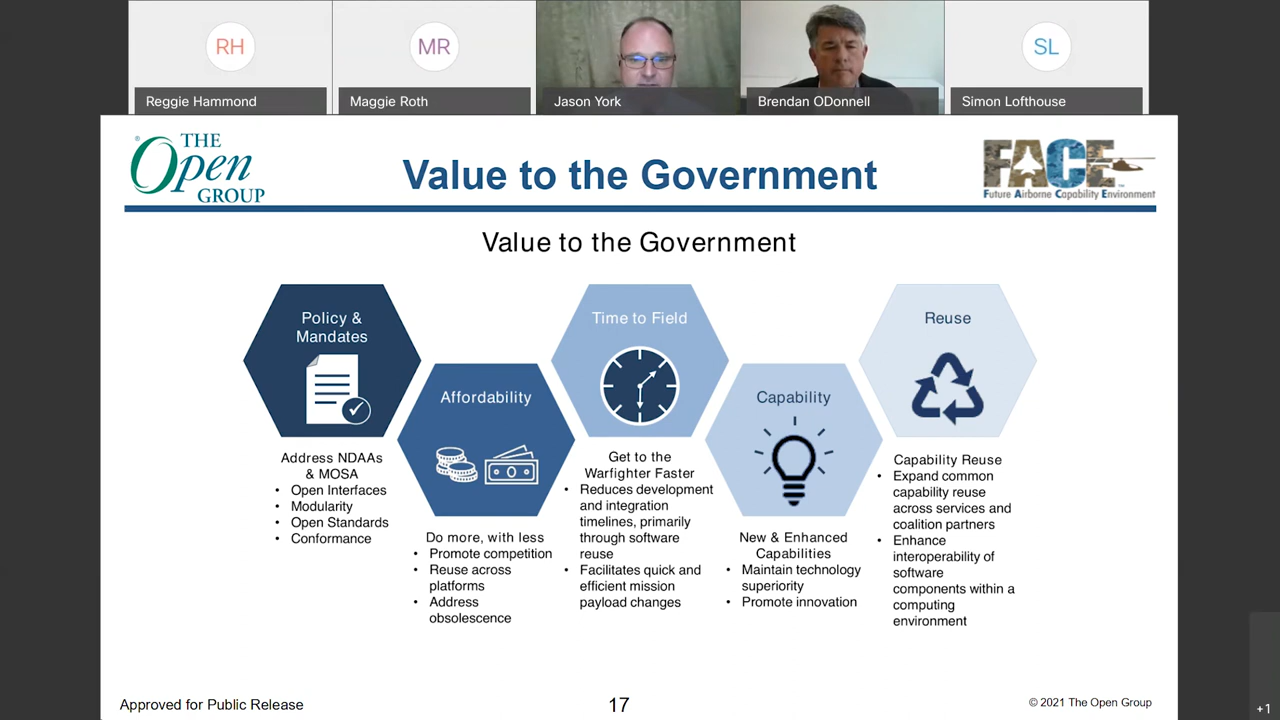 RH
MR
SL
Reggie Hammond
Maggie Roth
Jason York
Brendan ODonnell
Simon Lofthouse
®
THE
Open
GROUP
Value to the Government
FACE™
Future Airborne Capability Environment
Value to the Government
Policy &
Mandates
Address NDAAs
& MOSA
• Open Interfaces
• Modularity
• Open Standards
• Conformance
Affordability
Do more, with less
• Promote competition
• Reuse across
platforms
• Address
obsolescence
Time to Field
Get to the
Warfighter Faster
• Reduces development
and integration
timelines, primarily
through software
reuse
• Facilitates quick and
efficient mission
payload changes
Capability
New & Enhanced
Capabilities
• Maintain technology
superiority
• Promote innovation
Reuse
Capability Reuse
• Expand common
capability reuse
across services and
coalition partners
• Enhance
interoperability of
software
components within a
computing
environment
Approved for Public Release
17
© 2021 The Open Group
+1